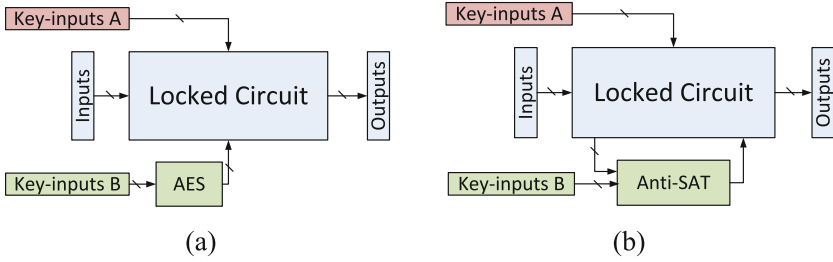 Key-inputs A
Inputs
Locked Circuit
Outputs
Key-inputs B
AES
(a)
Key-inputs A
Inputs
Locked Circuit
Outputs
Key-inputs B
Anti-SAT
(b)